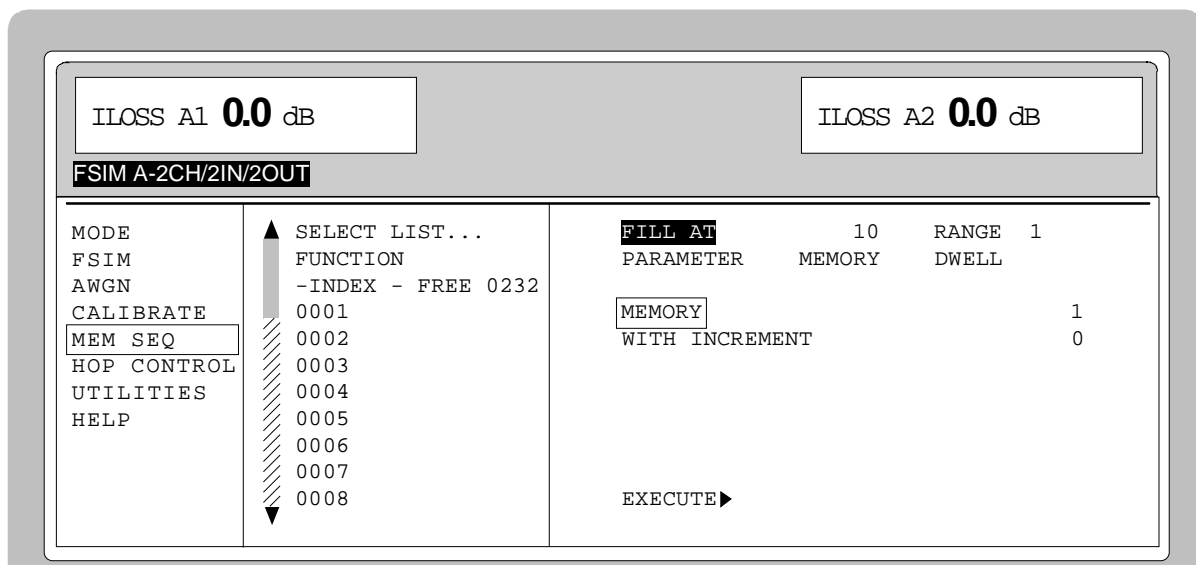 ILOSS A1 0.0 dB
ILOSS A2 0.0 dB
FSIM A-2CH/2IN/2OUT
MODE
FSIM
AWGN
CALIBRATE
MEM SEQ
HOP CONTROL
UTILITIES
HELP
SELECT LIST...
FUNCTION
-INDEX - FREE 0232
0001
0002
0003
0004
0005
0006
0007
0008
FILL AT 10 RANGE 1
PARAMETER MEMORY DWELL
MEMORY 1
WITH INCREMENT 0
EXECUTE